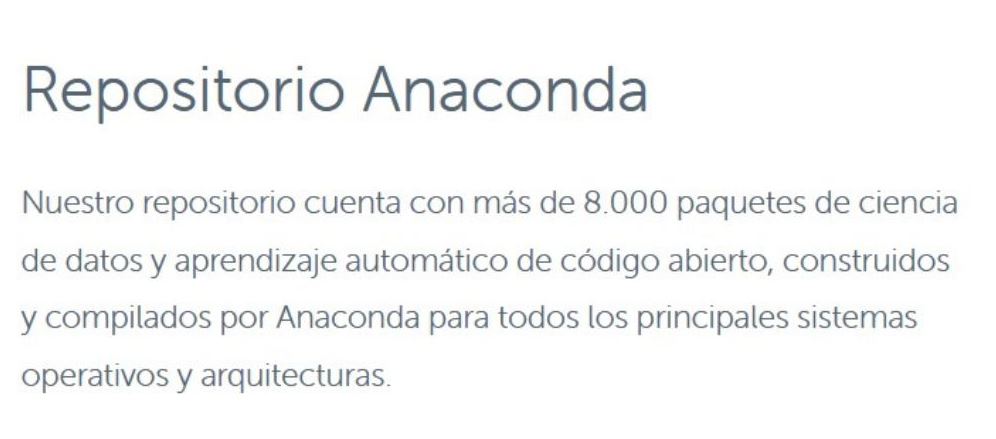 Repositorio Anaconda
Nuestro repositorio cuenta con más de 8.000 paquetes de ciencia
de datos y aprendizaje automático de código abierto, construidos
y compilados por Anaconda para todos los principales sistemas
operativos y arquitecturas.